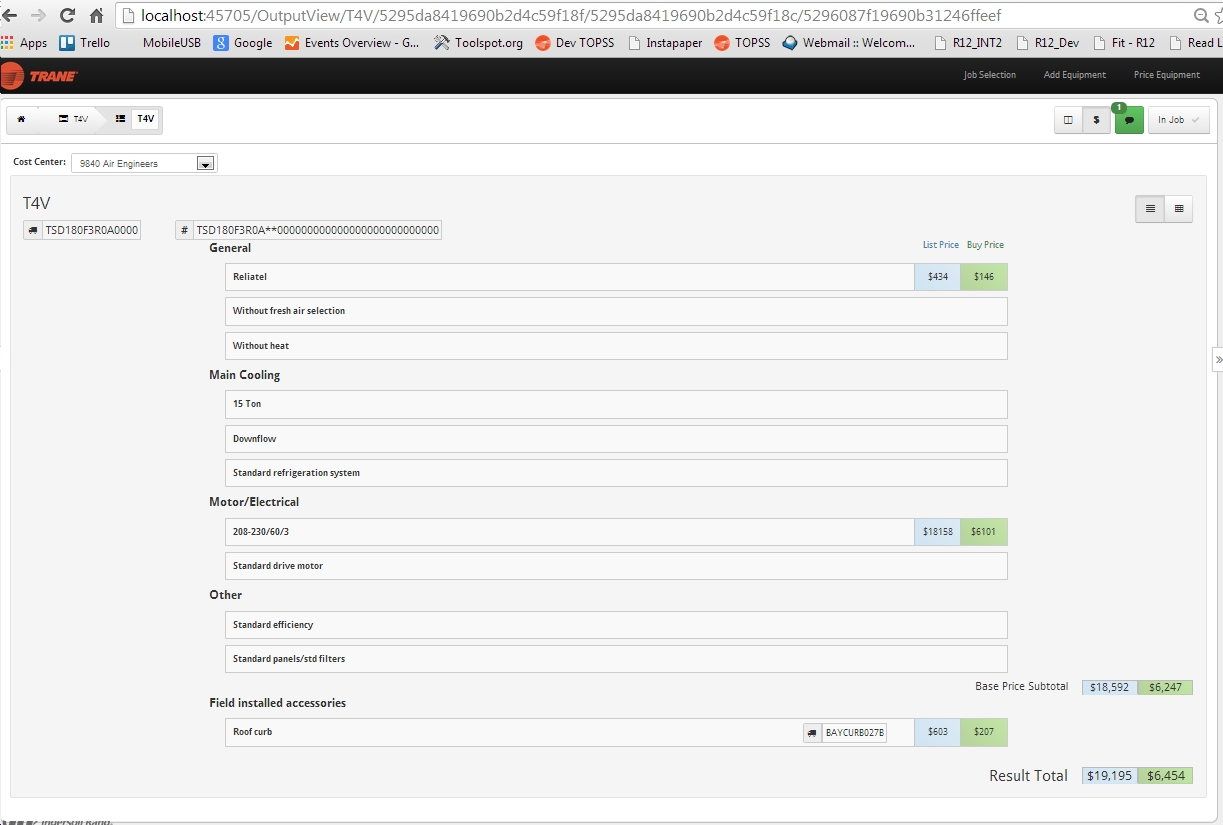 localhost:45705/OutputView/T4V/5295da8419690b2d4c59f18f/5295da8419690b2d4c59f18c/5296087f19690b31246ffeef
Apps Trello MobileUSB Google Events Overview - G... Toolspot.org Dev TOPSS Instapaper TOPSS Webmail :: Welcom... R12_INT2 R12_Dev Fit - R12 Read L
TRANE Job Selection Add Equipment Price Equipment
T4V T4V $ 1 In Job
Cost Center: 9840 Air Engineers
T4V
TSD180F3R0A0000 # TSD180F3R0A**0000000000000000000000000000
General List Price Buy Price
Reliatel $434 $146
Without fresh air selection
Without heat
Main Cooling
15 Ton
Downflow
Standard refrigeration system
Motor/Electrical
208-230/60/3 $18158 $6101
Standard drive motor
Other
Standard efficiency
Standard panels/std filters
Base Price Subtotal $18,592 $6,247
Field installed accessories
Roof curb BAYCURB027B $603 $207
Result Total $19,195 $6,454